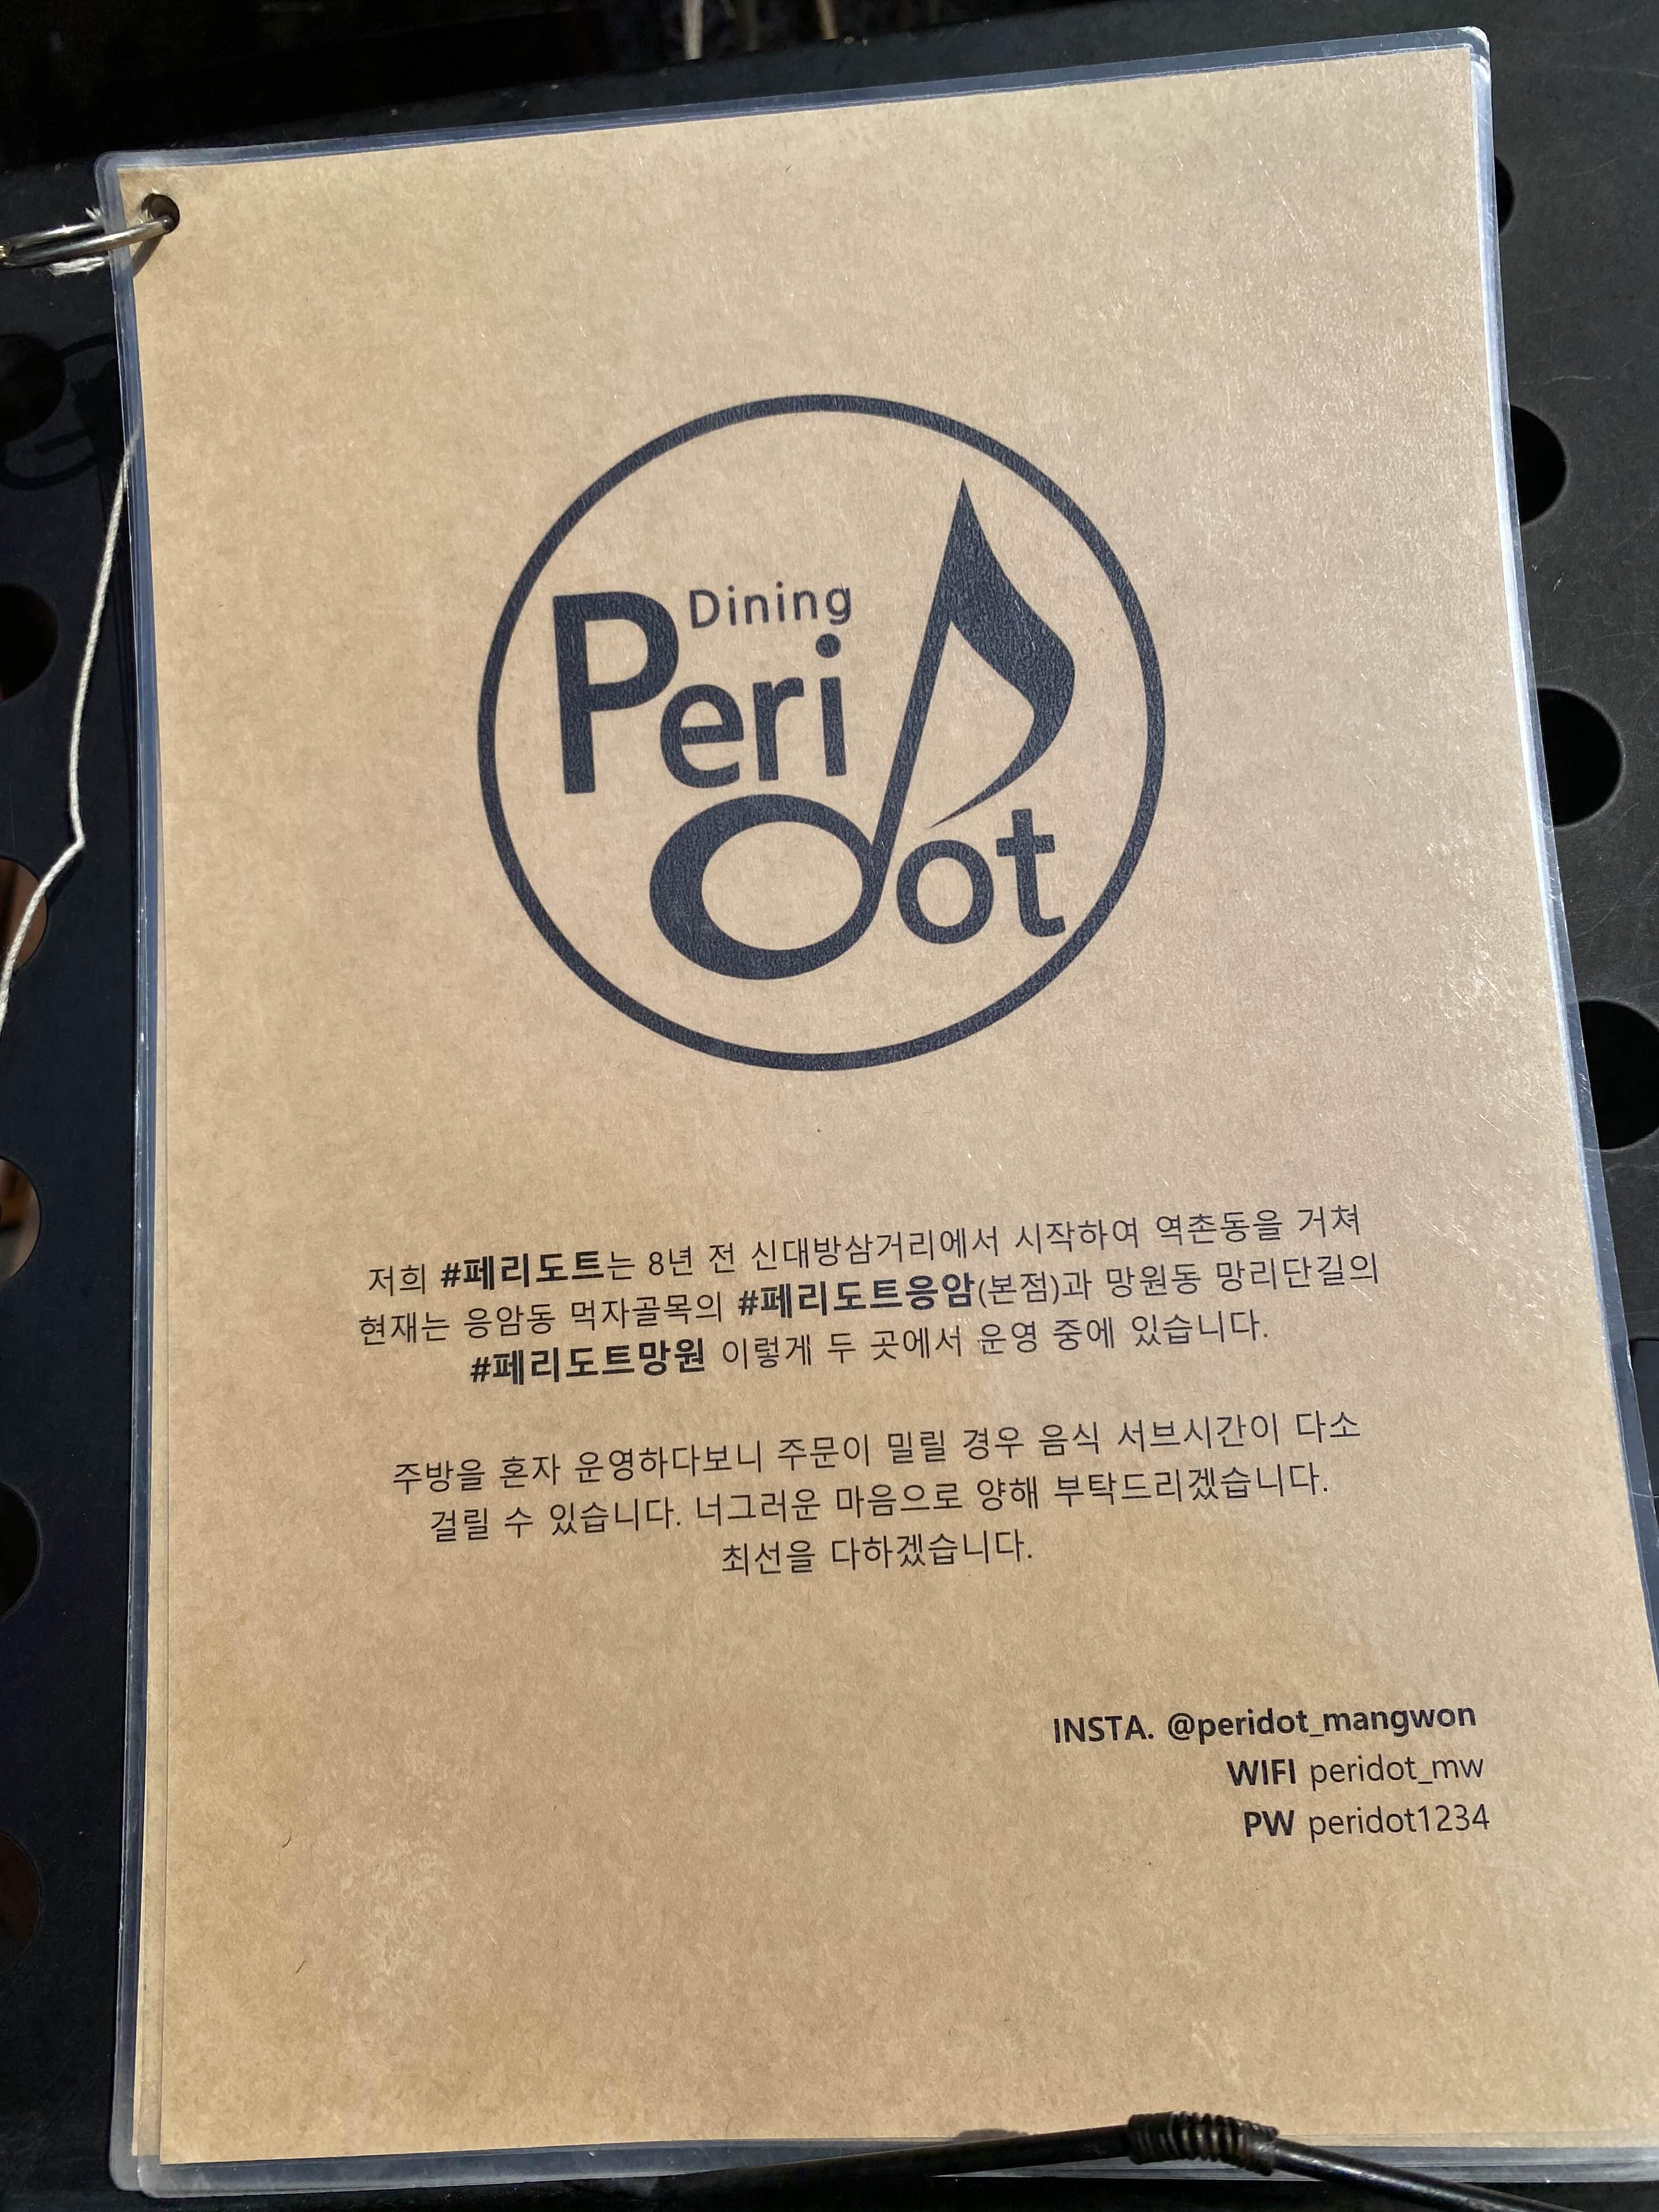 Dining
Peri
dot
저희 #페리도트는 8년 전 신대방삼거리에서 시작하여 역촌동을 거쳐
현재는 응암동 먹자골목의 #페리도트응암(본점)과 망원동 망리단길의
#페리도트망원 이렇게 두 곳에서 운영 중에 있습니다.
주방을 혼자 운영하다보니 주문이 밀릴 경우 음식 서브시간이 다소
걸릴 수 있습니다. 너그러운 마음으로 양해 부탁드리겠습니다.
최선을 다하겠습니다.
INSTA. @peridot_mangwon
WIFI peridot_mw
PW peridot1234